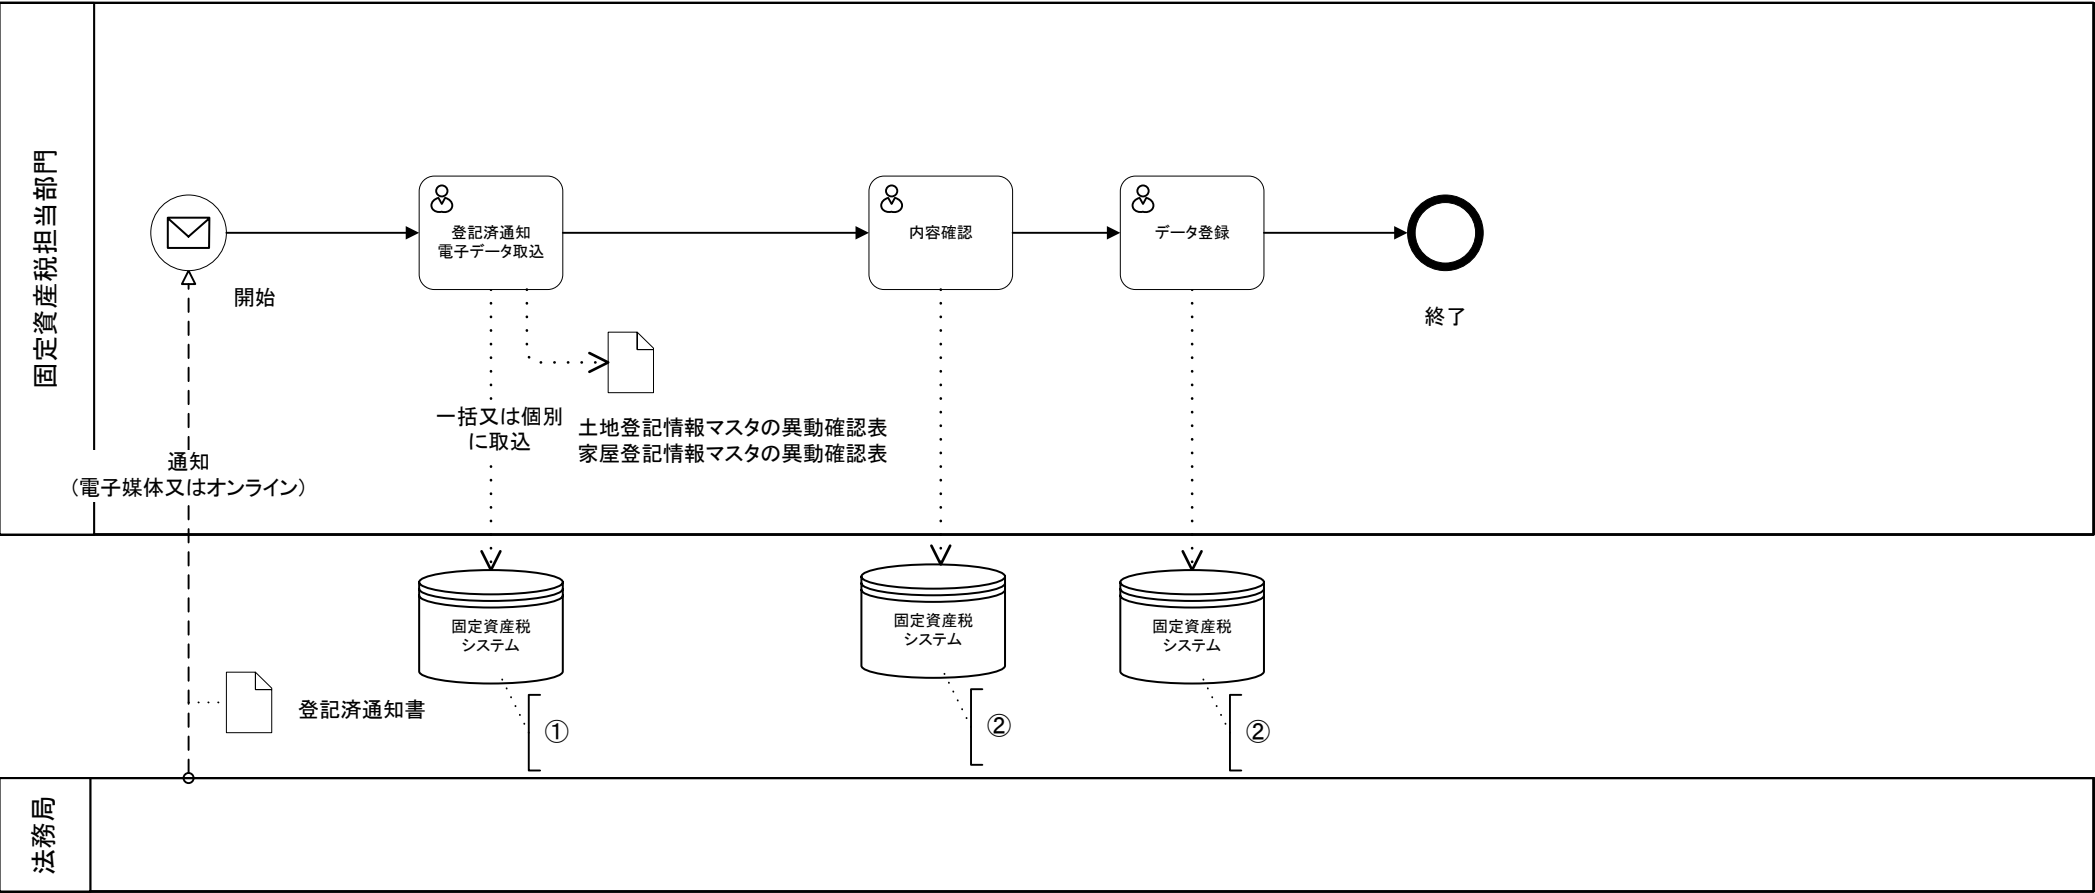 固定資産税担当部門
開始
登記済通知
電子データ取込
内容確認
データ登録
終了
一括又は個別
に取込
土地登記情報マスタの異動確認表
家屋登記情報マスタの異動確認表
通知
（電子媒体又はオンライン）
固定資産税
システム
固定資産税
システム
固定資産税
システム
登記済通知書
①
②
②
法務局